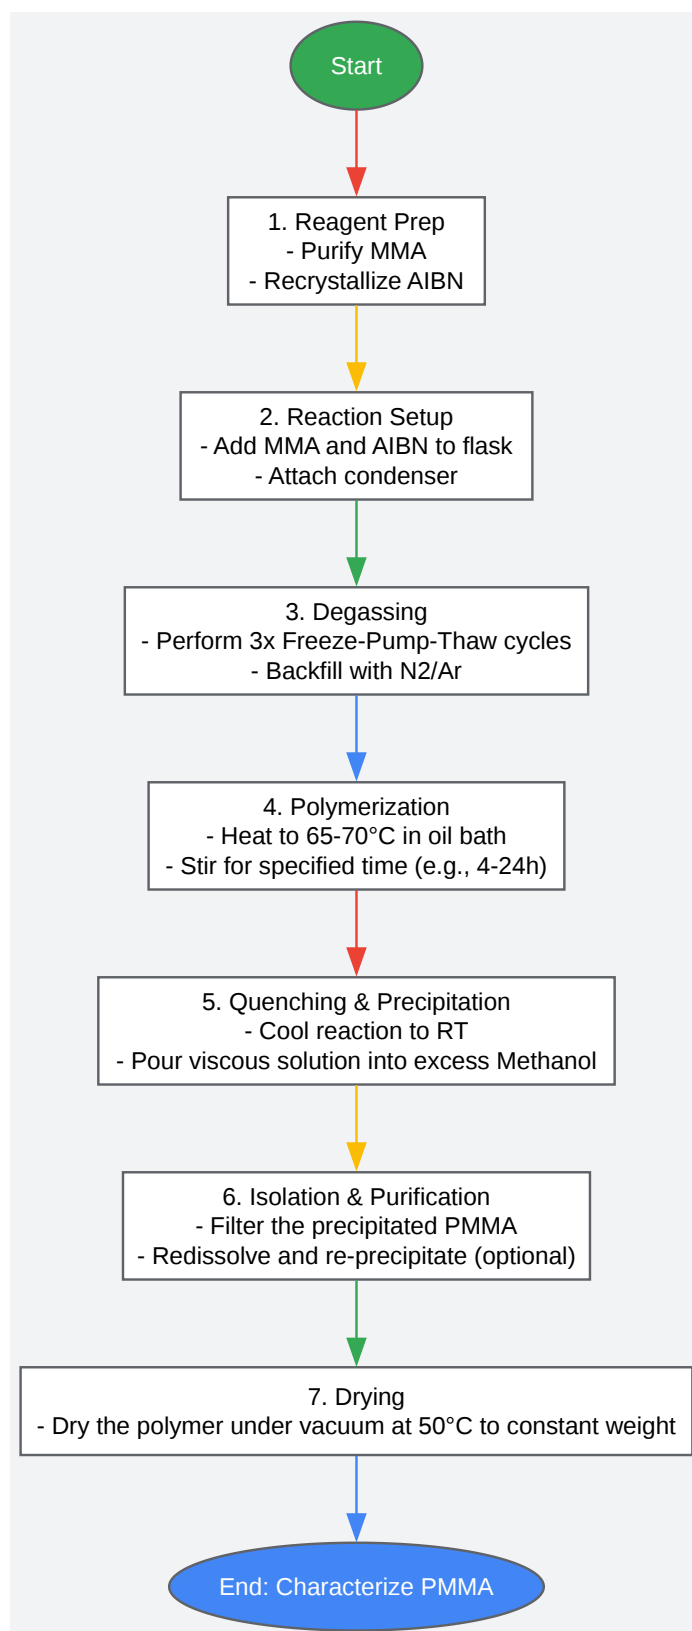 Start
1. Reagent Prep
- Purify MMA
- Recrystallize AIBN
2. Reaction Setup
- Add MMA and AIBN to flask
- Attach condenser
3. Degassing
- Perform 3x Freeze-Pump-Thaw cycles
- Backfill with N2/Ar
4. Polymerization
- Heat to 65-70°C in oil bath
- Stir for specified time (e.g., 4-24h)
5. Quenching & Precipitation
- Cool reaction to RT
- Pour viscous solution into excess Methanol
6. Isolation & Purification
- Filter the precipitated PMMA
- Redissolve and re-precipitate (optional)
7. Drying
- Dry the polymer under vacuum at 50°C to constant weight
End: Characterize PMMA